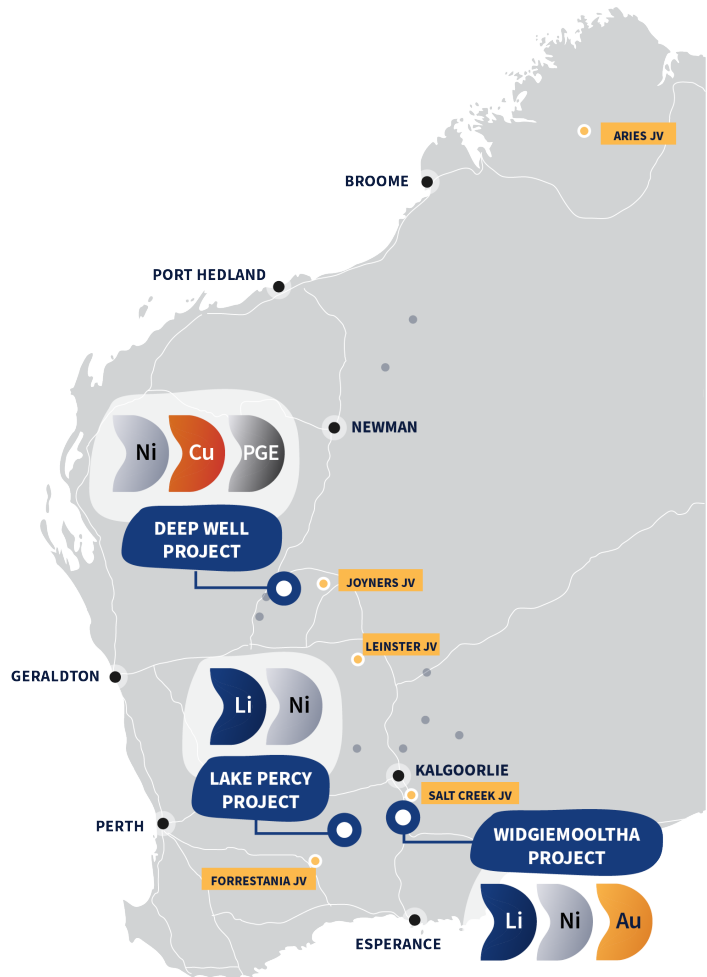 ARIES JV
BROOME
PORT HEDLAND
NEWMAN
Ni
Cu
PGE
DEEP WELL
PROJECT
JOYNERS JV
LEINSTER JV
GERALDTON
Li
Ni
KALGOORLIE
LAKE PERCY
PROJECT
SALT CREEK JV
PERTH
WIDGIEMOOLTHA
PROJECT
FORRESTANIA JV
Li
Ni
Au
ESPERANCE